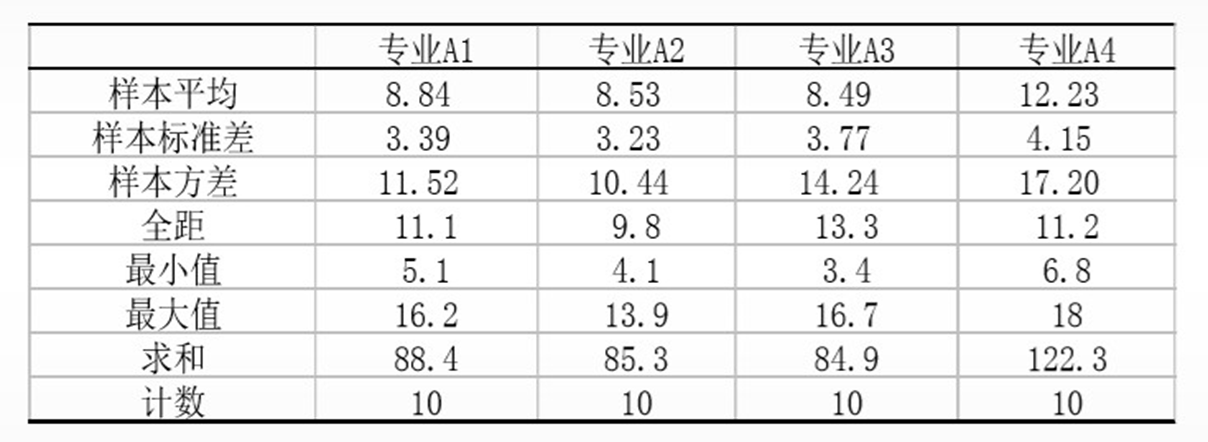 专业A1 专业A2 专业A3 专业A4
样本平均 8.84 8.53 8.49 12.23
样本标准差 3.39 3.23 3.77 4.15
样本方差 11.52 10.44 14.24 17.20
全距 11.1 9.8 13.3 11.2
最小值 5.1 4.1 3.4 6.8
最大值 16.2 13.9 16.7 18
求和 88.4 85.3 84.9 122.3
计数 10 10 10 10